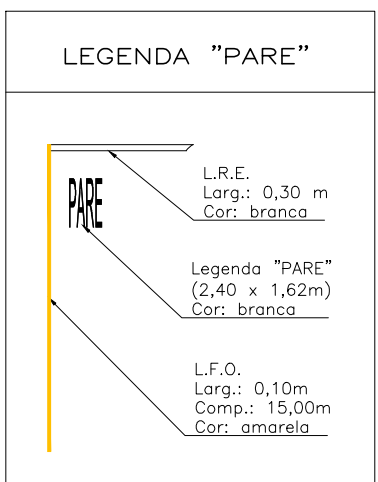 LEGENDA "PARE"
L.R.E.
Larg.: 0,30 m
Cor: branca
PARE
Legenda "PARE"
(2,40 x 1,62m)
Cor: branca
L.F.O.
Larg.: 0,10m
Comp.: 15,00m
Cor: amarela